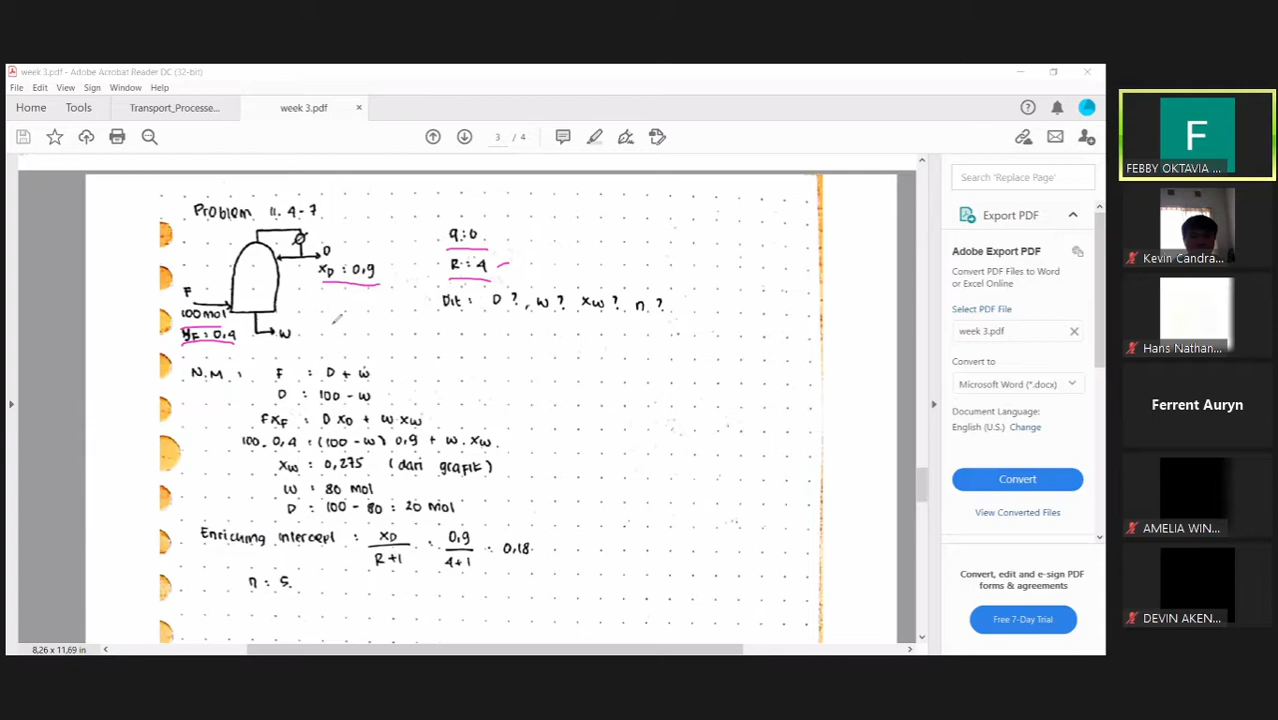 week 3.pdf - Adobe Acrobat Reader DC (32-bit)
File Edit View Sign Window Help
Home Tools Transport_Processe... week 3.pdf ×
3 / 4
Problem 11.4-7
D
xD : 0,9
F
100 mol
yF : 0,4
W
q : 0
R : 4
Dit : D ? , W ? xw ? n ?
N.M : F : D + W
D : 100 - W
FxF : D xD + W xw
100 . 0,4 : (100 - W) 0,9 + W . xw
xw : 0,275 (dari grafik)
W : 80 mol
D : 100 - 80 : 20 mol
Enriching intercept : xD / R+1 : 0,9 / 4+1 : 0,18
n : 5
8,26 x 11,69 in
Search 'Replace Page'
Export PDF
Adobe Export PDF
Convert PDF Files to Word
or Excel Online
Select PDF File
week 3.pdf
Convert to
Microsoft Word (*.docx)
Document Language:
English (U.S.) Change
Convert
View Converted Files
Convert, edit and e-sign PDF
forms & agreements
Free 7-Day Trial
F
FEBBY OKTAVIA ...
Kevin Candra...
Hans Nathan...
Ferrent Auryn
AMELIA WIN...
DEVIN AKEN...